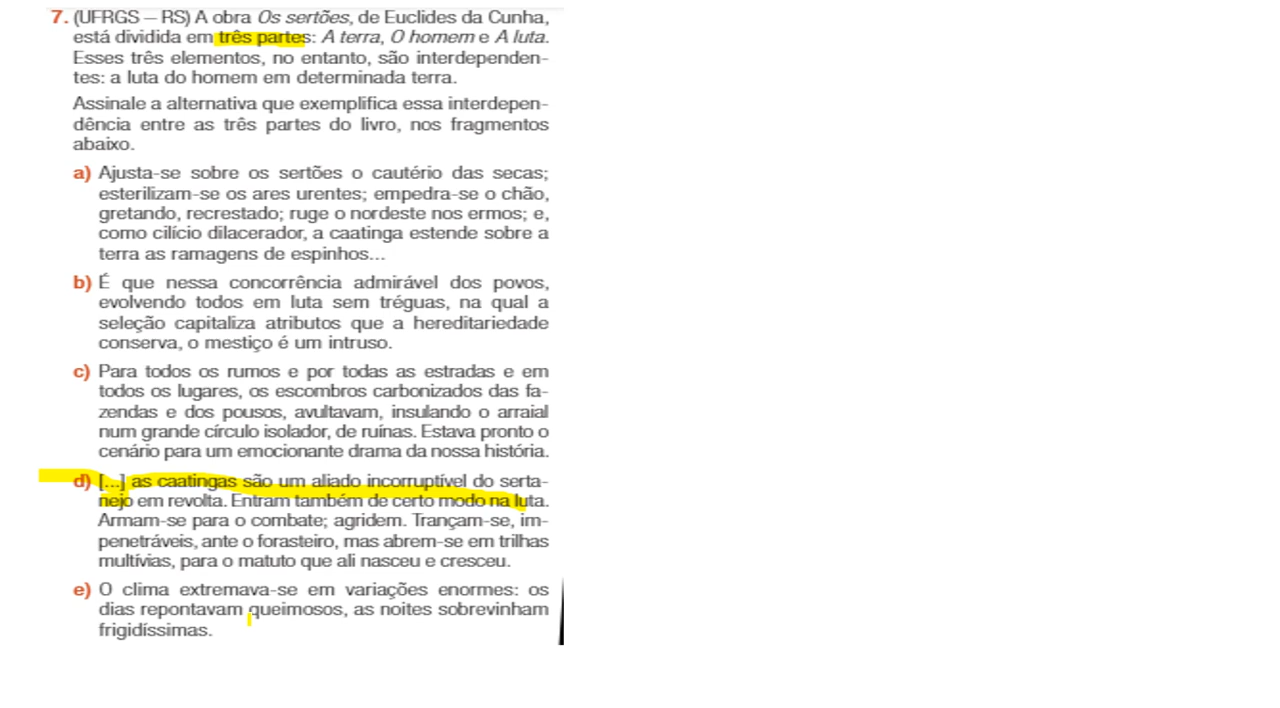 7. (UFRGS – RS) A obra Os sertões, de Euclides da Cunha,
está dividida em três partes: A terra, O homem e A luta.
Esses três elementos, no entanto, são interdependen-
tes: a luta do homem em determinada terra.
Assinale a alternativa que exemplifica essa interdepen-
dência entre as três partes do livro, nos fragmentos
abaixo.
a) Ajusta-se sobre os sertões o cautério das secas;
esterilizam-se os ares urentes; empedra-se o chão,
gretando, recrestado; ruge o nordeste nos ermos; e,
como cilício dilacerador, a caatinga estende sobre a
terra as ramagens de espinhos...
b) É que nessa concorrência admirável dos povos,
evolvendo todos em luta sem tréguas, na qual a
seleção capitaliza atributos que a hereditariedade
conserva, o mestiço é um intruso.
c) Para todos os rumos e por todas as estradas e em
todos os lugares, os escombros carbonizados das fa-
zendas e dos pousos, avultavam, insulando o arraial
num grande círculo isolador, de ruínas. Estava pronto o
cenário para um emocionante drama da nossa história.
d) [...] as caatingas são um aliado incorruptível do serta-
nejo em revolta. Entram também de certo modo na luta.
Armam-se para o combate; agridem. Trançam-se, im-
penetráveis, ante o forasteiro, mas abrem-se em trilhas
multívias, para o matuto que ali nasceu e cresceu.
e) O clima extremava-se em variações enormes: os
dias repontavam queimosos, as noites sobrevinham
frigidíssimas.